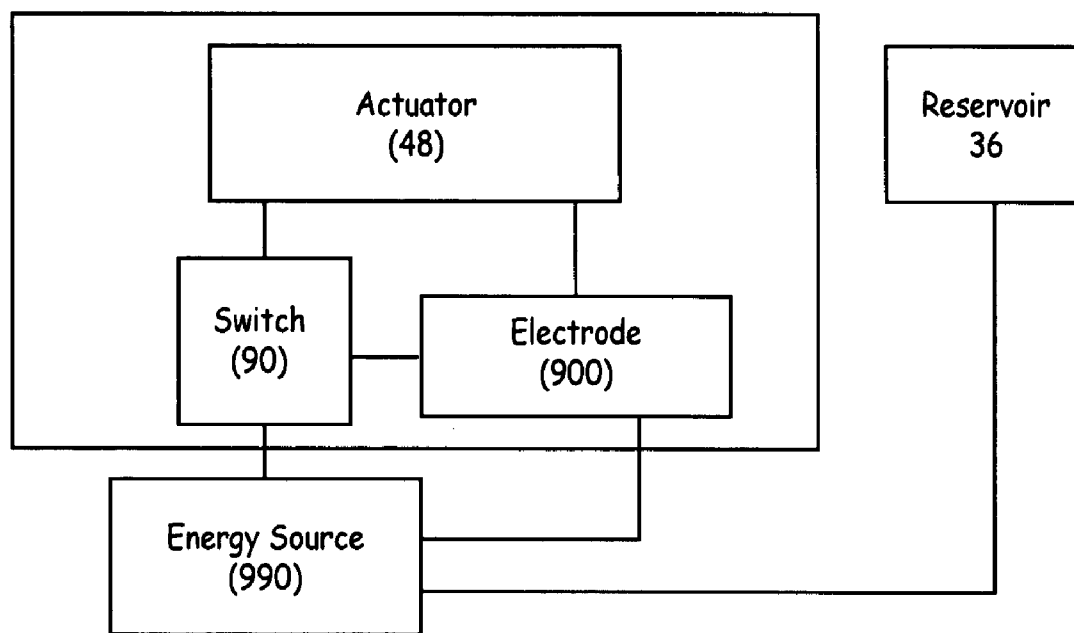 Actuator
(48)
Reservoir
36
Switch
(90)
Electrode
(900)
Energy Source
(990)